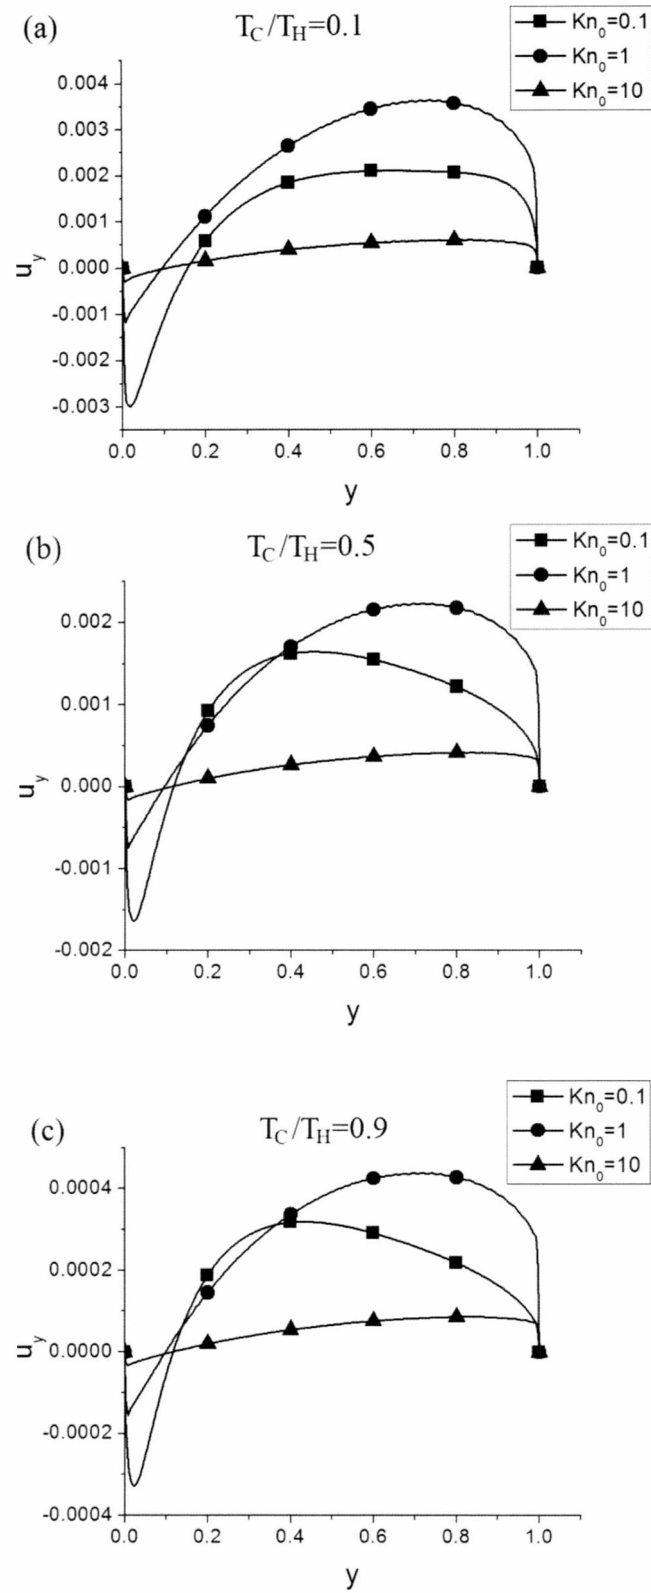 (a)
T_C/T_H=0.1
Kn_0=0.1
Kn_0=1
Kn_0=10
0.004
0.003
0.002
0.001
0.000
-0.001
-0.002
-0.003
u_y
0.0 0.2 0.4 0.6 0.8 1.0
y
(b)
T_C/T_H=0.5
Kn_0=0.1
Kn_0=1
Kn_0=10
0.002
0.001
0.000
-0.001
-0.002
u_y
0.0 0.2 0.4 0.6 0.8 1.0
y
(c)
T_C/T_H=0.9
Kn_0=0.1
Kn_0=1
Kn_0=10
0.0004
0.0002
0.0000
-0.0002
-0.0004
u_y
0.0 0.2 0.4 0.6 0.8 1.0
y